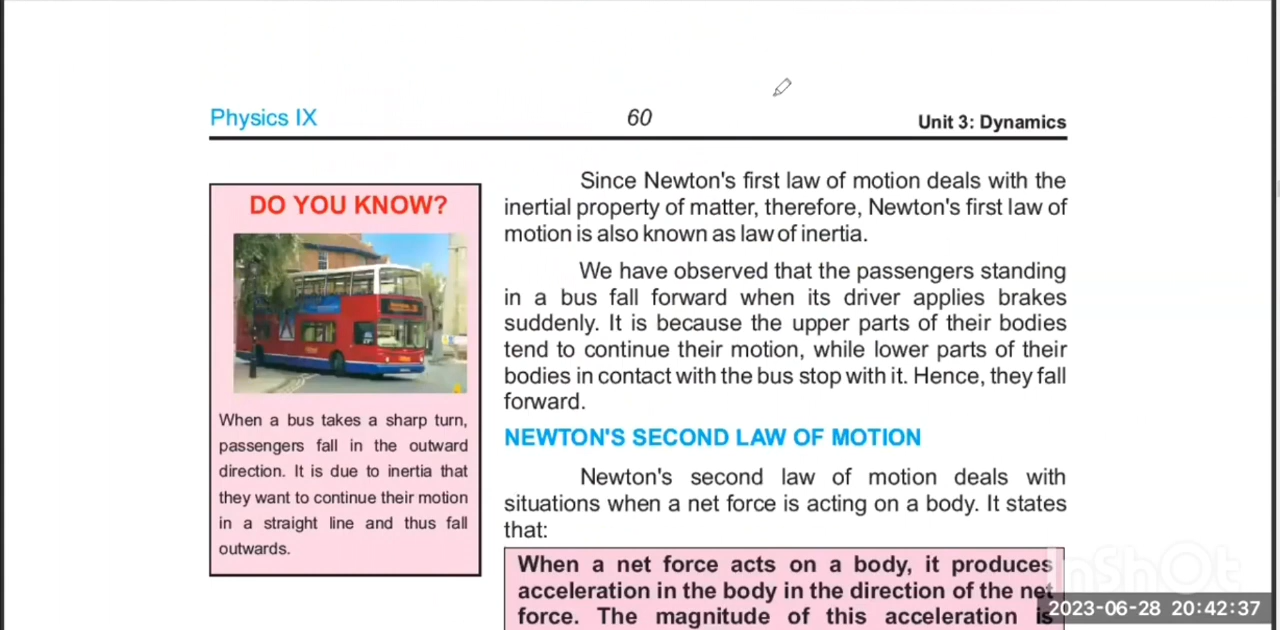 Physics IX
60
Unit 3: Dynamics
DO YOU KNOW?
When a bus takes a sharp turn,
passengers fall in the outward
direction. It is due to inertia that
they want to continue their motion
in a straight line and thus fall
outwards.
Since Newton's first law of motion deals with the
inertial property of matter, therefore, Newton's first law of
motion is also known as law of inertia.
We have observed that the passengers standing
in a bus fall forward when its driver applies brakes
suddenly. It is because the upper parts of their bodies
tend to continue their motion, while lower parts of their
bodies in contact with the bus stop with it. Hence, they fall
forward.
NEWTON'S SECOND LAW OF MOTION
Newton's second law of motion deals with
situations when a net force is acting on a body. It states
that:
When a net force acts on a body, it produces
acceleration in the body in the direction of the net
force. The magnitude of this acceleration is
InShOt
2023-06-28 20:42:37